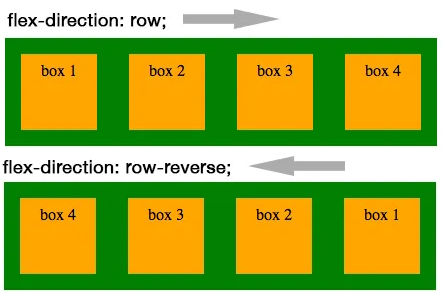 flex-direction: row;
box 1 box 2 box 3 box 4
flex-direction: row-reverse;
box 4 box 3 box 2 box 1